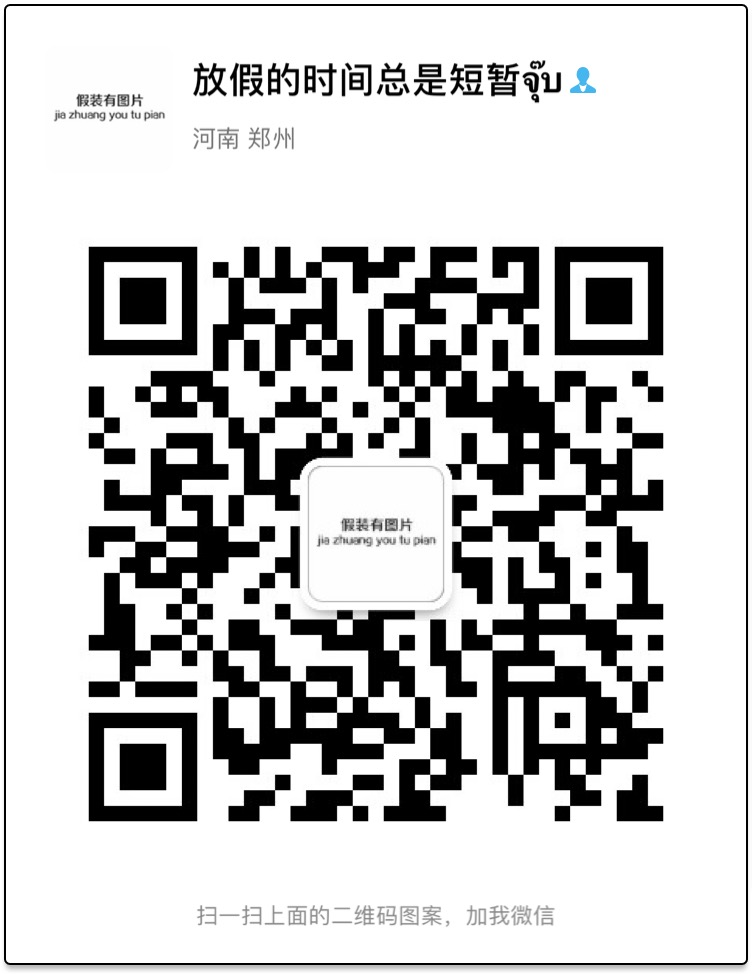 假装有图片
jia zhuang you tu pian
放假的时间总是短暂จุ๊บ
河南 郑州
假装有图片
jia zhuang you tu pian
扫一扫上面的二维码图案，加我微信